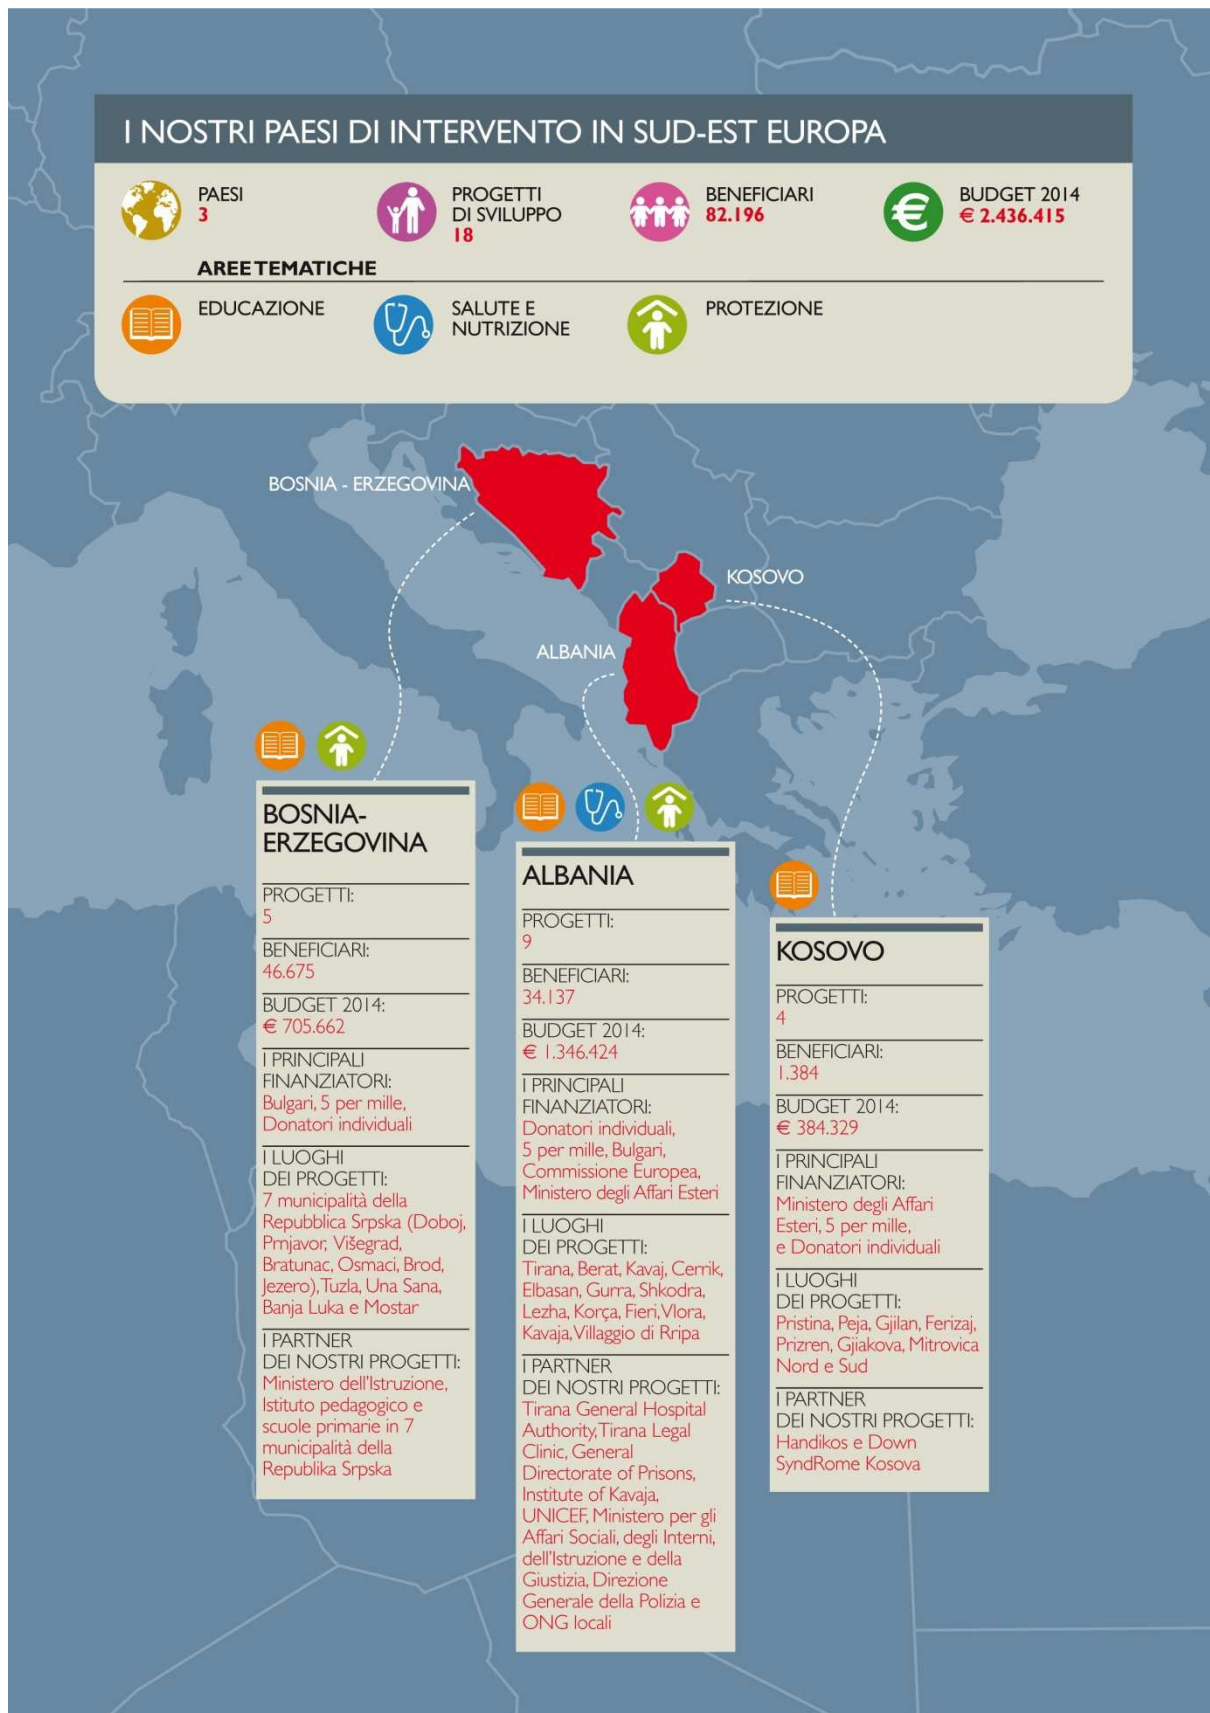 I NOSTRI PAESI DI INTERVENTO IN SUD-EST EUROPA
PAESI
3
PROGETTI
DI SVILUPPO
18
BENEFICIARI
82.196
BUDGET 2014
€ 2.436.415
AREE TEMATICHE
EDUCAZIONE
SALUTE E
NUTRIZIONE
PROTEZIONE
BOSNIA - ERZEGOVINA
KOSOVO
ALBANIA
BOSNIA-
ERZEGOVINA
PROGETTI:
5
BENEFICIARI:
46.675
BUDGET 2014:
€ 705.662
I PRINCIPALI
FINANZIATORI:
Bulgari, 5 per mille,
Donatori individuali
I LUOGHI
DEI PROGETTI:
7 municipalità della
Repubblica Srpska (Doboj,
Prnjavor, Višegrad,
Bratunac, Osmaci, Brod,
Jezero), Tuzla, Una Sana,
Banja Luka e Mostar
I PARTNER
DEI NOSTRI PROGETTI:
Ministero dell'Istruzione,
Istituto pedagogico e
scuole primarie in 7
municipalità della
Republika Srpska
ALBANIA
PROGETTI:
9
BENEFICIARI:
34.137
BUDGET 2014:
€ 1.346.424
I PRINCIPALI
FINANZIATORI:
Donatori individuali,
5 per mille, Bulgari,
Commissione Europea,
Ministero degli Affari Esteri
I LUOGHI
DEI PROGETTI:
Tirana, Berat, Kavaj, Cerrik,
Elbasan, Gurra, Shkodra,
Lezha, Korça, Fieri, Vlora,
Kavaja, Villaggio di Rripa
I PARTNER
DEI NOSTRI PROGETTI:
Tirana General Hospital
Authority, Tirana Legal
Clinic, General
Directorate of Prisons,
Institute of Kavaja,
UNICEF, Ministero per gli
Affari Sociali, degli Interni,
dell'Istruzione e della
Giustizia, Direzione
Generale della Polizia e
ONG locali
KOSOVO
PROGETTI:
4
BENEFICIARI:
1.384
BUDGET 2014:
€ 384.329
I PRINCIPALI
FINANZIATORI:
Ministero degli Affari
Esteri, 5 per mille,
e Donatori individuali
I LUOGHI
DEI PROGETTI:
Pristina, Peja, Gjilan, Ferizaj,
Prizren, Gjiakova, Mitrovica
Nord e Sud
I PARTNER
DEI NOSTRI PROGETTI:
Handikos e Down
SyndRome Kosova